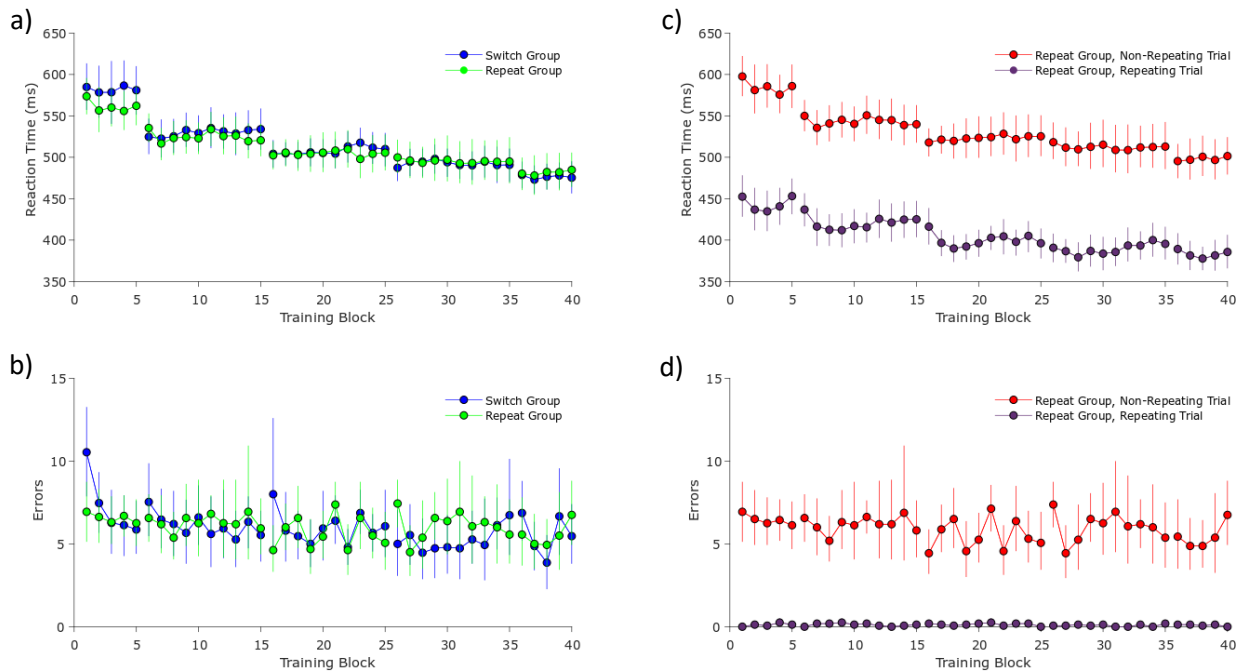 a)
650
600
550
500
450
400
350
Reaction Time (ms)
Switch Group
Repeat Group
0 5 10 15 20 25 30 35 40
Training Block
c)
650
600
550
500
450
400
350
Reaction Time (ms)
Repeat Group, Non-Repeating Trial
Repeat Group, Repeating Trial
0 5 10 15 20 25 30 35 40
Training Block
b)
15
10
5
0
Errors
Switch Group
Repeat Group
0 5 10 15 20 25 30 35 40
Training Block
d)
15
10
5
0
Errors
Repeat Group, Non-Repeating Trial
Repeat Group, Repeating Trial
0 5 10 15 20 25 30 35 40
Training Block